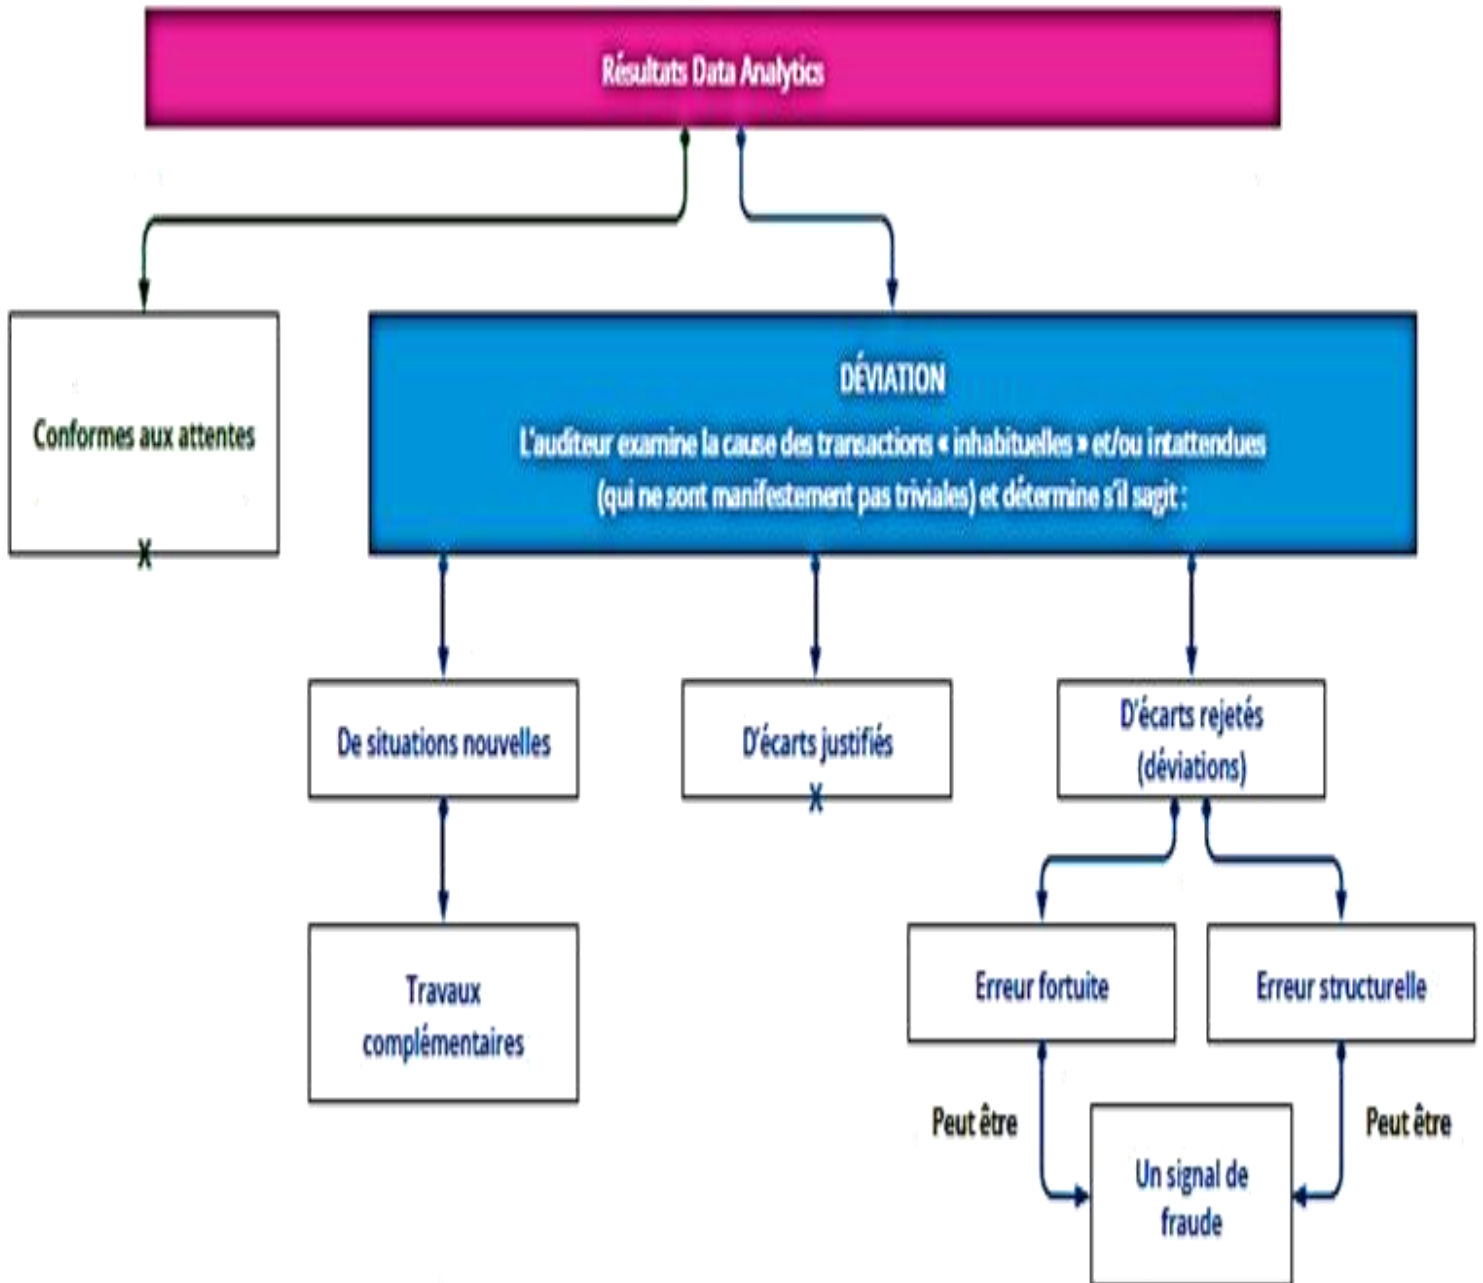 Résultats Data Analytics
Conformes aux attentes
X
DÉVIATION
L'auditeur examine la cause des transactions « inhabituelles » et/ou intattendues
(qui ne sont manifestement pas triviales) et détermine s'il sagit :
De situations nouvelles
D'écarts justifiés
X
D'écarts rejetés
(déviations)
Travaux
complémentaires
Erreur fortuite
Erreur structurelle
Peut être
Peut être
Un signal de
fraude